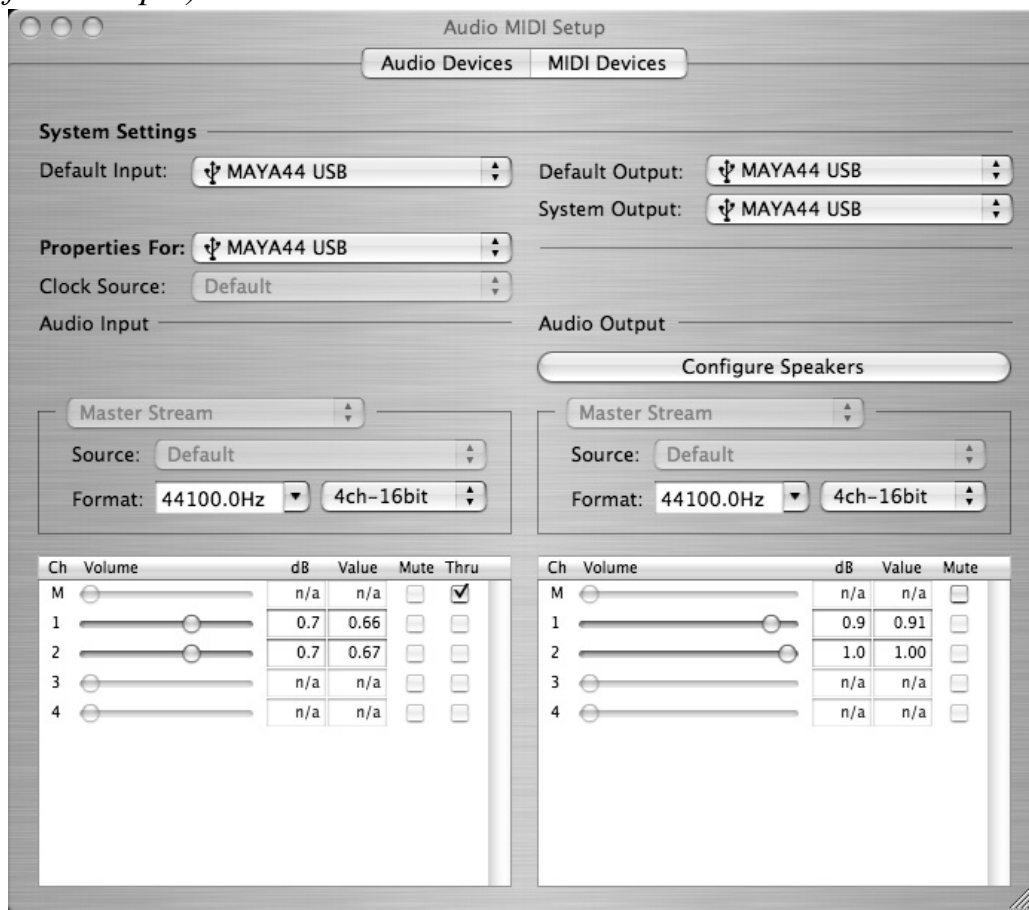 Audio MIDI Setup
Audio Devices MIDI Devices
System Settings
Default Input: MAYA44 USB Default Output: MAYA44 USB
System Output: MAYA44 USB
Properties For: MAYA44 USB
Clock Source: Default
Audio Input Audio Output
Configure Speakers
Master Stream Master Stream
Source: Default Source: Default
Format: 44100.0Hz 4ch-16bit Format: 44100.0Hz 4ch-16bit
Ch Volume dB Value Mute Thru Ch Volume dB Value Mute
M n/a n/a M n/a n/a
1 0.7 0.66 1 0.9 0.91
2 0.7 0.67 2 1.0 1.00
3 n/a n/a 3 n/a n/a
4 n/a n/a 4 n/a n/a